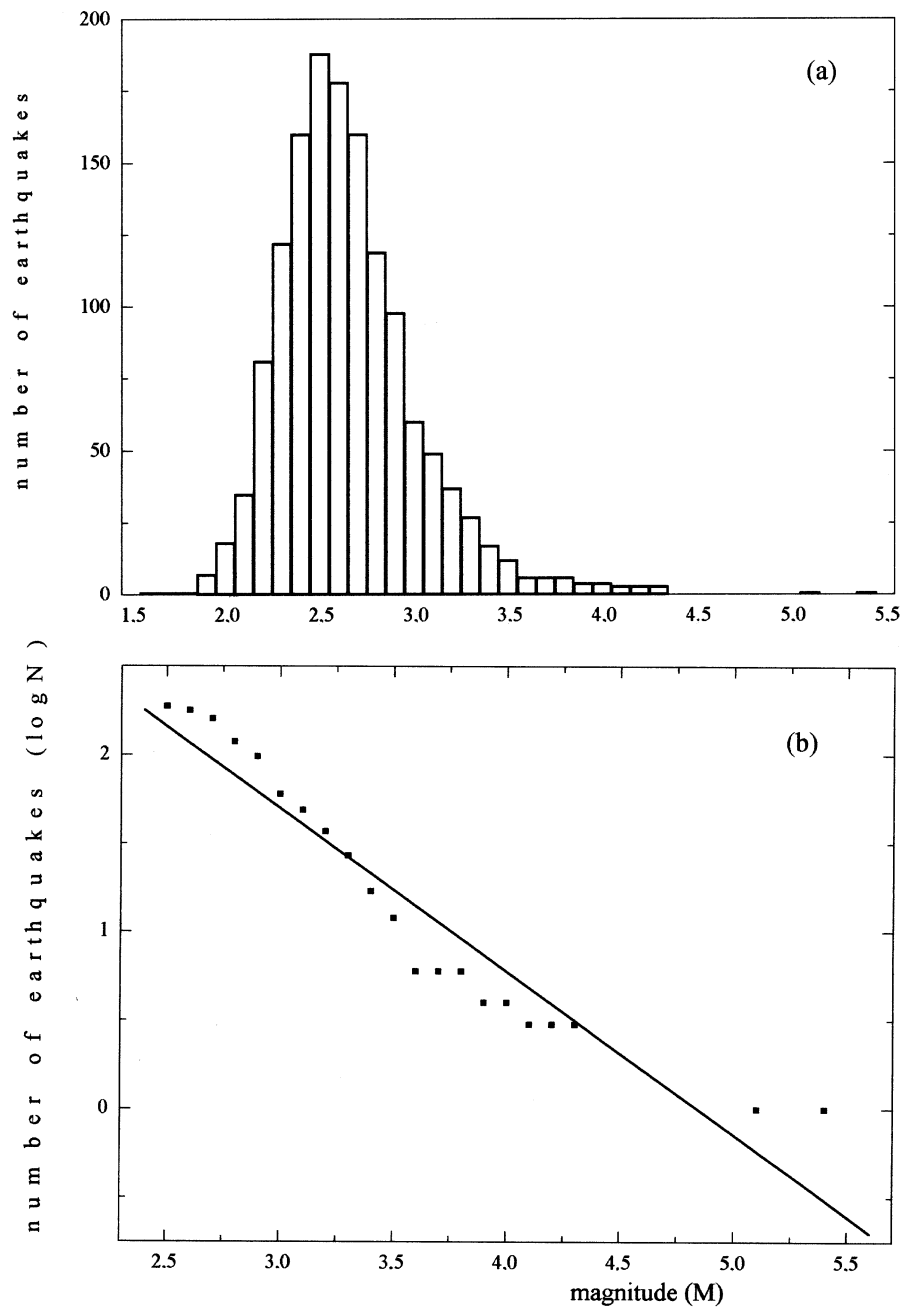 200
150
100
50
0
number of earthquakes
(a)
1.5 2.0 2.5 3.0 3.5 4.0 4.5 5.0 5.5
2
1
0
number of earthquakes (logN)
(b)
2.5 3.0 3.5 4.0 4.5 5.0 5.5
magnitude (M)